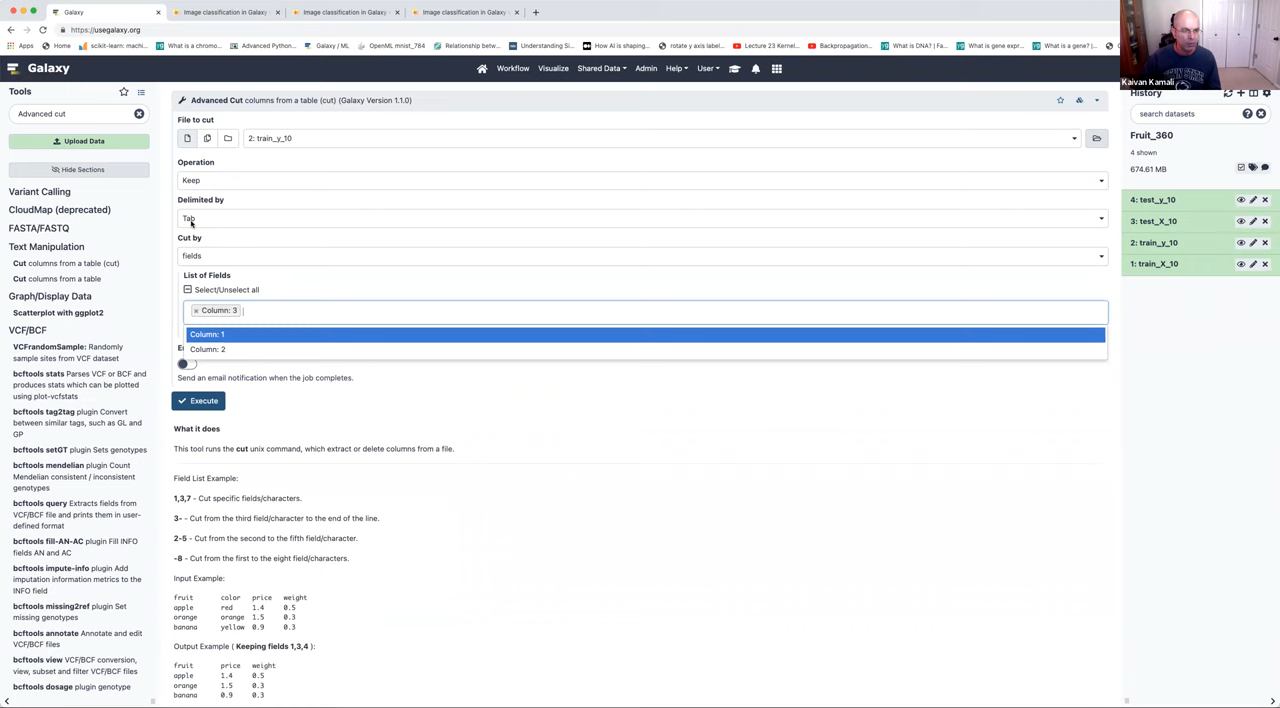 Galaxy
Image classification in Galaxy
Image classification in Galaxy
Image classification in Galaxy
https://usegalaxy.org
Apps
Home
scikit-learn: machi...
What is a chromo...
Advanced Python...
Galaxy / ML
OpenML mnist_784
Relationship betw...
Understanding Si...
How AI is shaping...
rotate y axis label...
Lecture 23 Kernel...
Backpropagation...
What is DNA? | Fa...
What is gene expr...
What is a gene?
Galaxy
Workflow
Visualize
Shared Data
Admin
Help
User
Kaivan Kamali
Tools
Advanced cut
Upload Data
Hide Sections
Variant Calling
CloudMap (deprecated)
FASTA/FASTQ
Text Manipulation
Cut columns from a table (cut)
Cut columns from a table
Graph/Display Data
Scatterplot with ggplot2
VCF/BCF
VCFrandomSample: Randomly
sample sites from VCF dataset
bcftools stats Parses VCF or BCF and
produces stats which can be plotted
using plot-vcfstats
bcftools tag2tag plugin Convert
between similar tags, such as GL and
GP
bcftools setGT plugin Sets genotypes
bcftools mendelian plugin Count
Mendelian consistent / inconsistent
genotypes
bcftools query Extracts fields from
VCF/BCF file and prints them in user-
defined format
bcftools fill-AN-AC plugin Fill INFO
fields AN and AC
bcftools impute-info plugin Add
imputation information metrics to the
INFO field
bcftools missing2ref plugin Set
missing genotypes
bcftools annotate Annotate and edit
VCF/BCF files
bcftools view VCF/BCF conversion,
view, subset and filter VCF/BCF files
bcftools dosage plugin genotype
Advanced Cut columns from a table (cut) (Galaxy Version 1.1.0)
File to cut
2: train_y_10
Operation
Keep
Delimited by
Tab
Cut by
fields
List of Fields
Select/Unselect all
× Column: 3
Column: 1
Column: 2
Send an email notification when the job completes.
Execute
What it does
This tool runs the cut unix command, which extract or delete columns from a file.
Field List Example:
1,3,7 - Cut specific fields/characters.
3- - Cut from the third field/character to the end of the line.
2-5 - Cut from the second to the fifth field/character.
-8 - Cut from the first to the eight field/characters.
Input Example:
fruit color price weight
apple red 1.4 0.5
orange orange 1.5 0.3
banana yellow 0.9 0.3
Output Example ( Keeping fields 1,3,4 ):
fruit price weight
apple 1.4 0.5
orange 1.5 0.3
banana 0.9 0.3
History
search datasets
Fruit_360
4 shown
674.61 MB
4: test_y_10
3: test_X_10
2: train_y_10
1: train_X_10